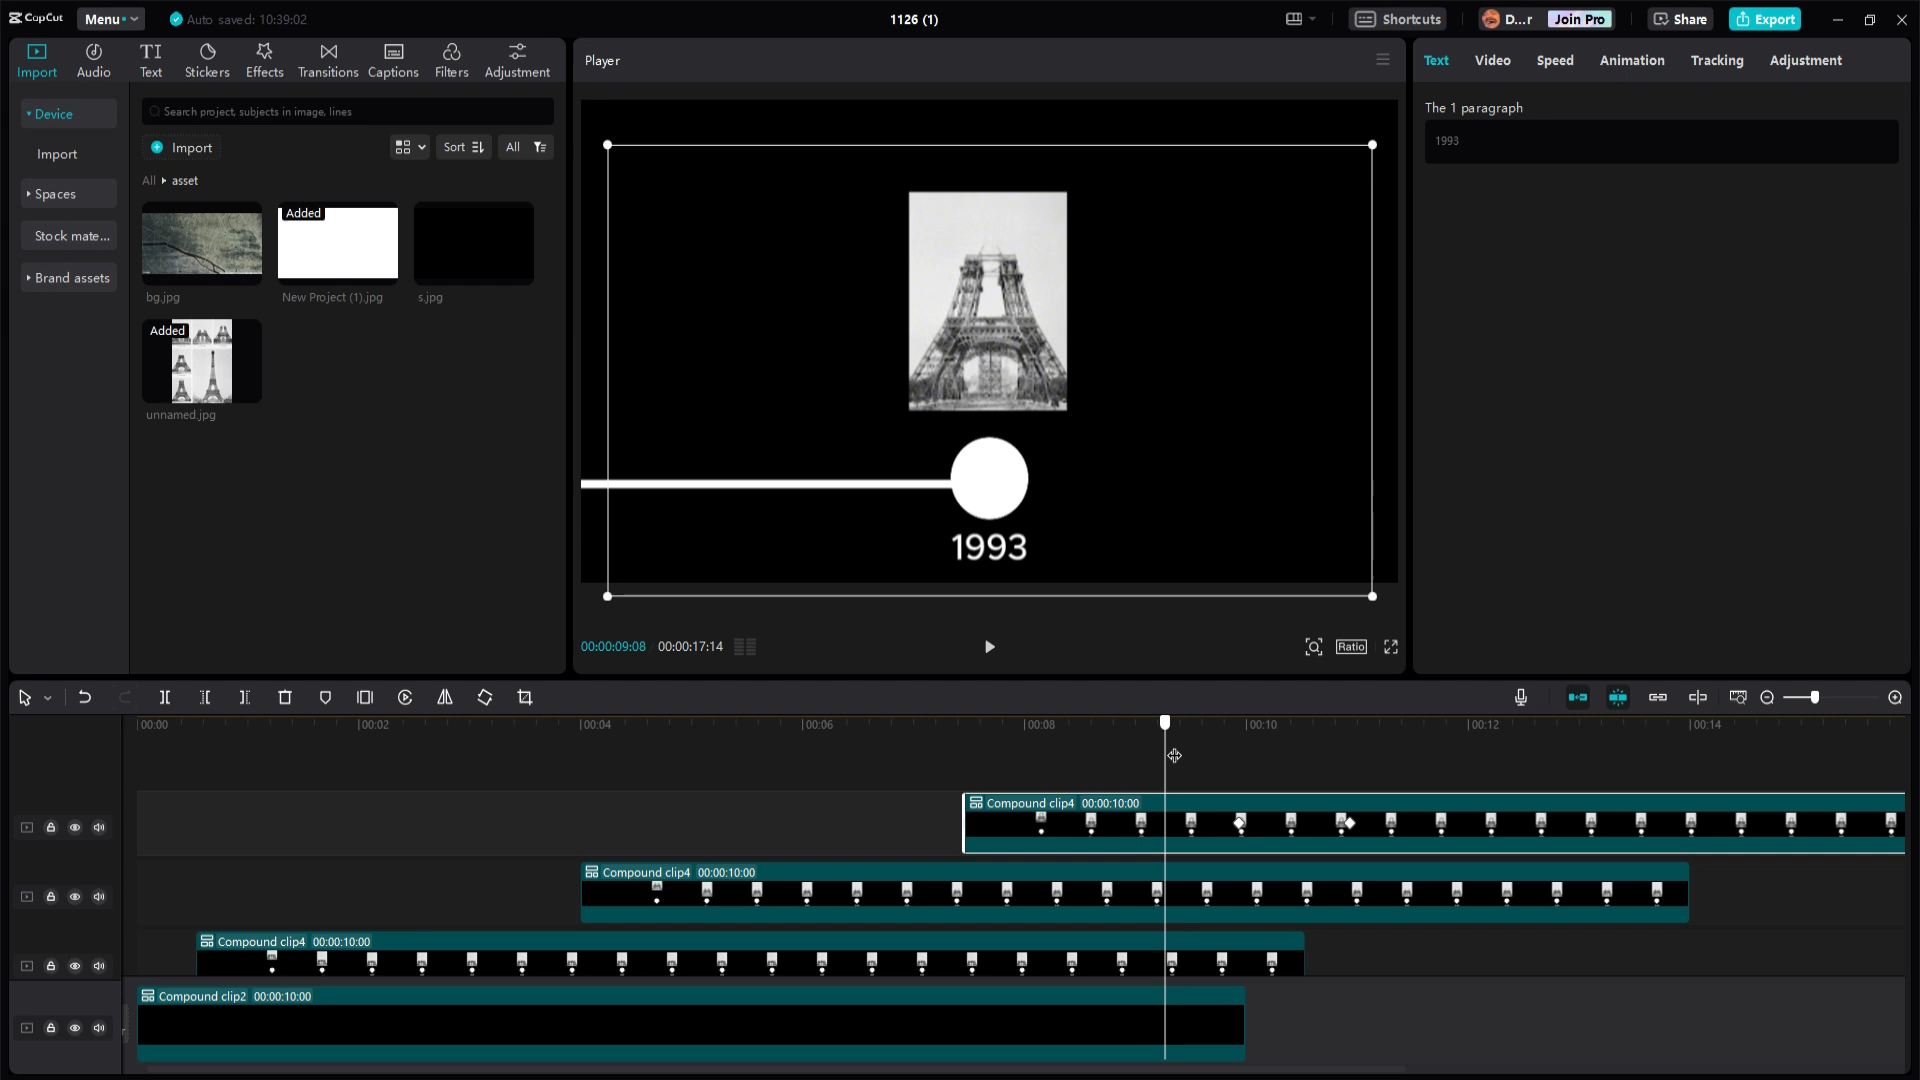 CapCut
Menu
Auto saved: 10:39:02
1126 (1)
Shortcuts
D...r
Join Pro
Share
Export
Import
Audio
TI
Text
Stickers
Effects
Transitions
Captions
Filters
Adjustment
Device
Import
Spaces
Stock mate...
Brand assets
Search project, subjects in image, lines
Import
Sort
All
All
asset
Added
bg.jpg
New Project (1).jpg
s.jpg
Added
unnamed.jpg
Player
1993
00:00:09:08
00:00:17:14
Ratio
Text
Video
Speed
Animation
Tracking
Adjustment
The 1 paragraph
1993
00:00
00:02
00:04
00:06
00:08
00:10
00:12
00:14
Compound clip4 00:00:10:00
Compound clip4 00:00:10:00
Compound clip4 00:00:10:00
Compound clip2 00:00:10:00